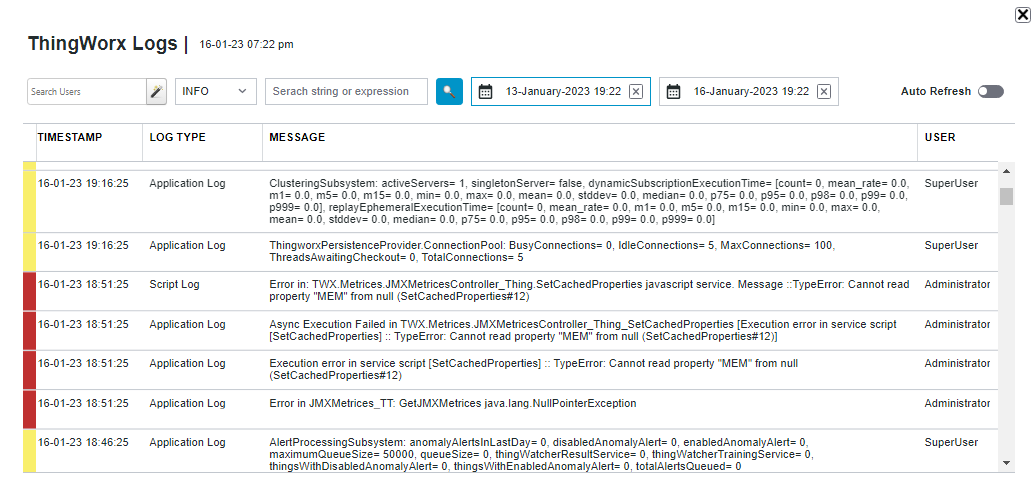 ThingWorx Logs | 16-01-23 07:22 pm
Search Users
INFO
Serach string or expression
13-January-2023 19:22
16-January-2023 19:22
Auto Refresh
TIMESTAMP LOG TYPE MESSAGE USER
16-01-23 19:16:25 Application Log ClusteringSubsystem: activeServers= 1, singletonServer= false, dynamicSubscriptionExecutionTime= [count= 0, mean_rate= 0.0, SuperUser
m1= 0.0, m5= 0.0, m15= 0.0, min= 0.0, max= 0.0, mean= 0.0, stddev= 0.0, median= 0.0, p75= 0.0, p95= 0.0, p98= 0.0, p99= 0.0,
p999= 0.0], replayEphemeralExecutionTime= [count= 0, mean_rate= 0.0, m1= 0.0, m5= 0.0, m15= 0.0, min= 0.0, max= 0.0,
mean= 0.0, stddev= 0.0, median= 0.0, p75= 0.0, p95= 0.0, p98= 0.0, p99= 0.0, p999= 0.0]
16-01-23 19:16:25 Application Log ThingworxPersistenceProvider.ConnectionPool: BusyConnections= 0, IdleConnections= 5, MaxConnections= 100, SuperUser
ThreadsAwaitingCheckout= 0, TotalConnections= 5
16-01-23 18:51:25 Script Log Error in: TWX.Metrices.JMXMetricesController_Thing.SetCachedProperties javascript service. Message ::TypeError: Cannot read Administrator
property "MEM" from null (SetCachedProperties#12)
16-01-23 18:51:25 Application Log Async Execution Failed in TWX.Metrices.JMXMetricesController_Thing_SetCachedProperties [Execution error in service script Administrator
[SetCachedProperties] :: TypeError: Cannot read property "MEM" from null (SetCachedProperties#12)]
16-01-23 18:51:25 Application Log Execution error in service script [SetCachedProperties] :: TypeError: Cannot read property "MEM" from null Administrator
(SetCachedProperties#12)
16-01-23 18:51:25 Application Log Error in JMXMetrices_TT: GetJMXMetrices java.lang.NullPointerException Administrator
16-01-23 18:46:25 Application Log AlertProcessingSubsystem: anomalyAlertsInLastDay= 0, disabledAnomalyAlert= 0, enabledAnomalyAlert= 0, SuperUser
maximumQueueSize= 50000, queueSize= 0, thingWatcherResultService= 0, thingWatcherTrainingService= 0,
thingsWithDisabledAnomalyAlert= 0, thingsWithEnabledAnomalyAlert= 0, totalAlertsQueued= 0